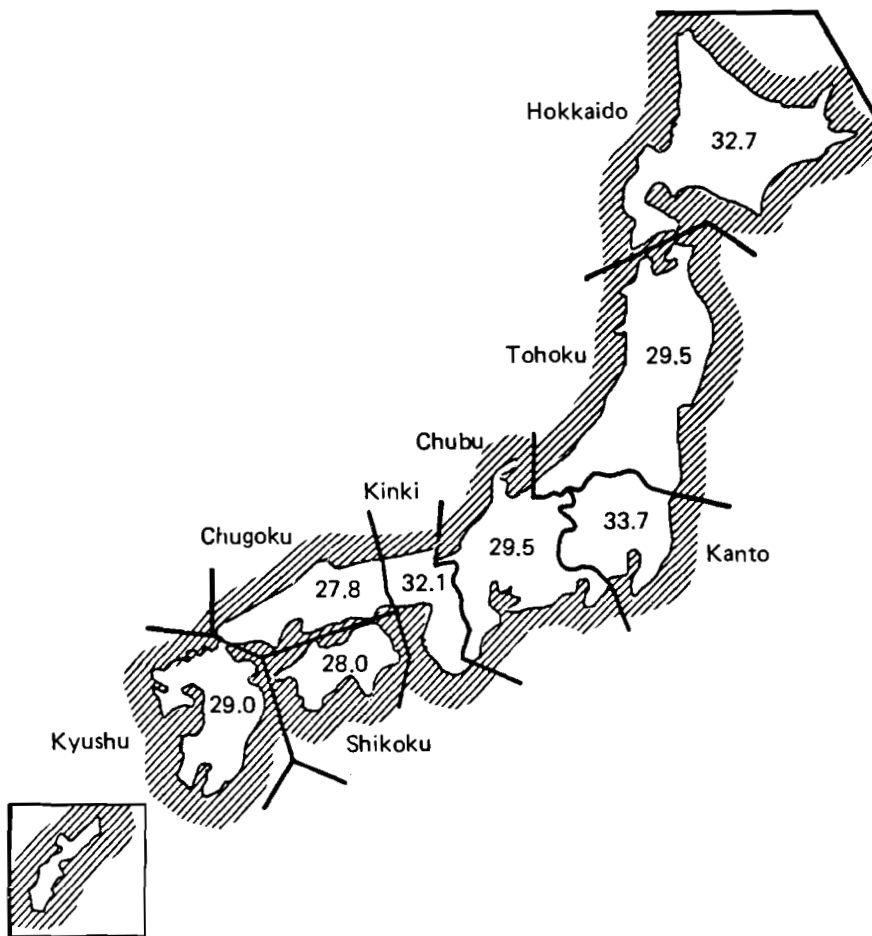 Hokkaido
32.7
Tohoku
29.5
Chubu
Kinki
Chugoku
33.7
29.5
Kanto
27.8
32.1
28.0
29.0
Kyushu
Shikoku